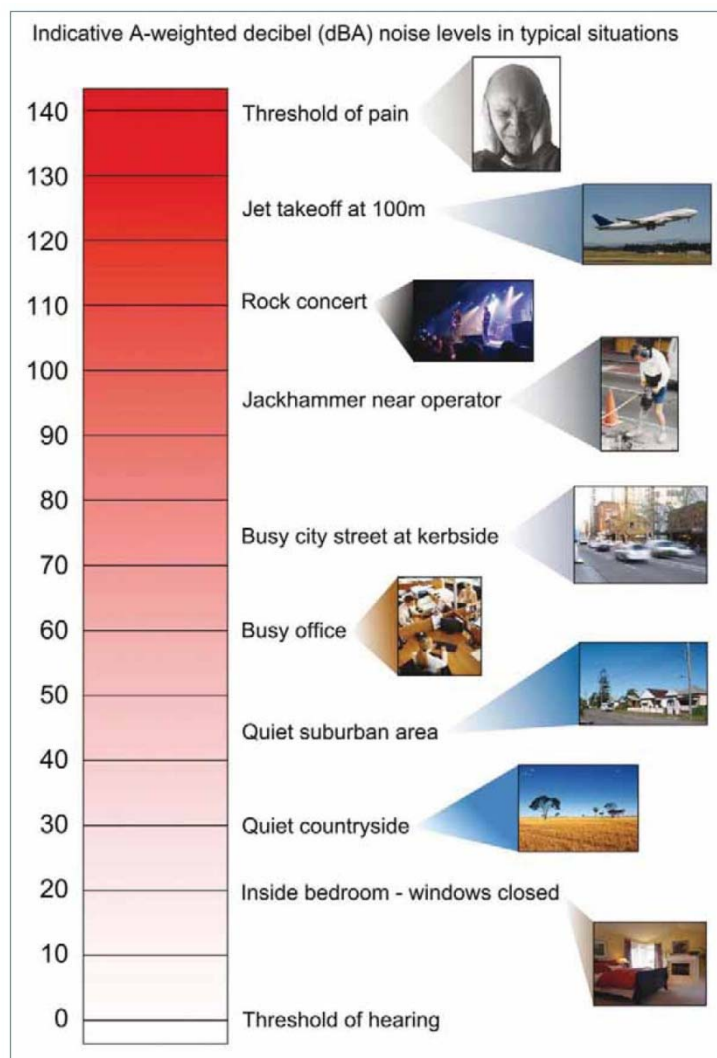 Indicative A-weighted decibel (dBA) noise levels in typical situations
140
Threshold of pain
130
Jet takeoff at 100m
120
110
Rock concert
100
Jackhammer near operator
90
80
Busy city street at kerbside
70
60
Busy office
50
Quiet suburban area
40
30
Quiet countryside
20
Inside bedroom - windows closed
10
0
Threshold of hearing